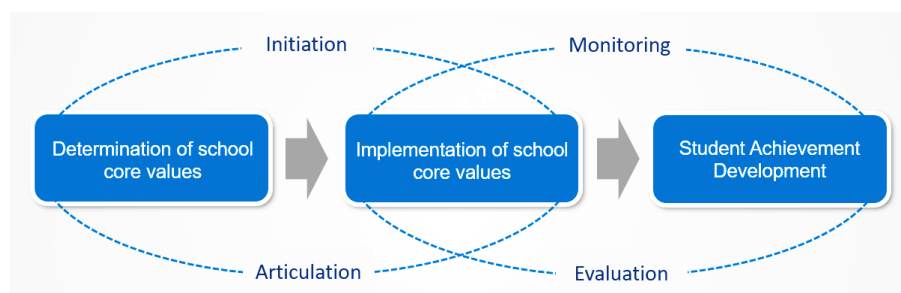 Initiation
Monitoring
Determination of school
core values
Implementation of school
core values
Student Achievement
Development
Articulation
Evaluation